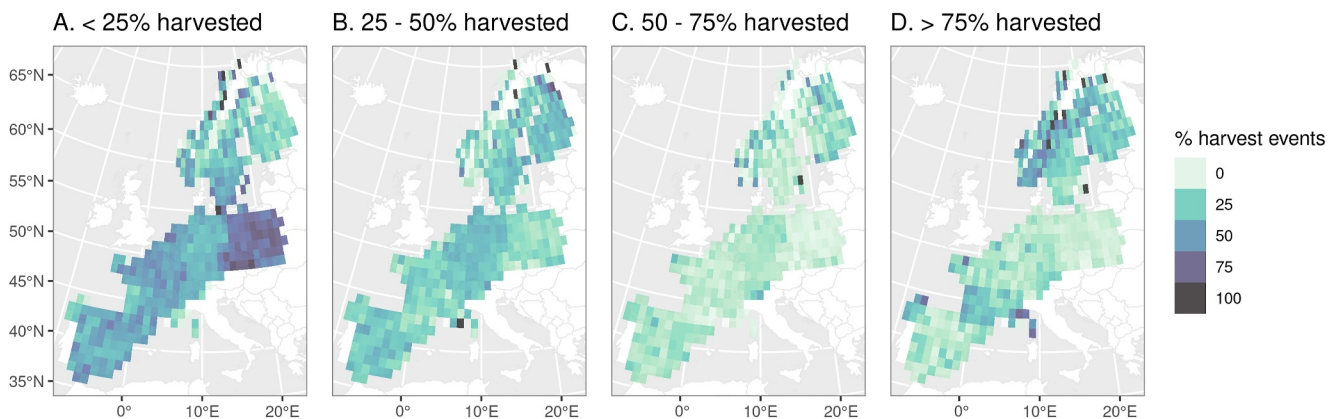 A. < 25% harvested
B. 25 - 50% harvested
C. 50 - 75% harvested
D. > 75% harvested
65°N
60°N
55°N
50°N
45°N
40°N
35°N
0°
10°E
20°E
0°
10°E
20°E
0°
10°E
20°E
0°
10°E
20°E
% harvest events
0
25
50
75
100